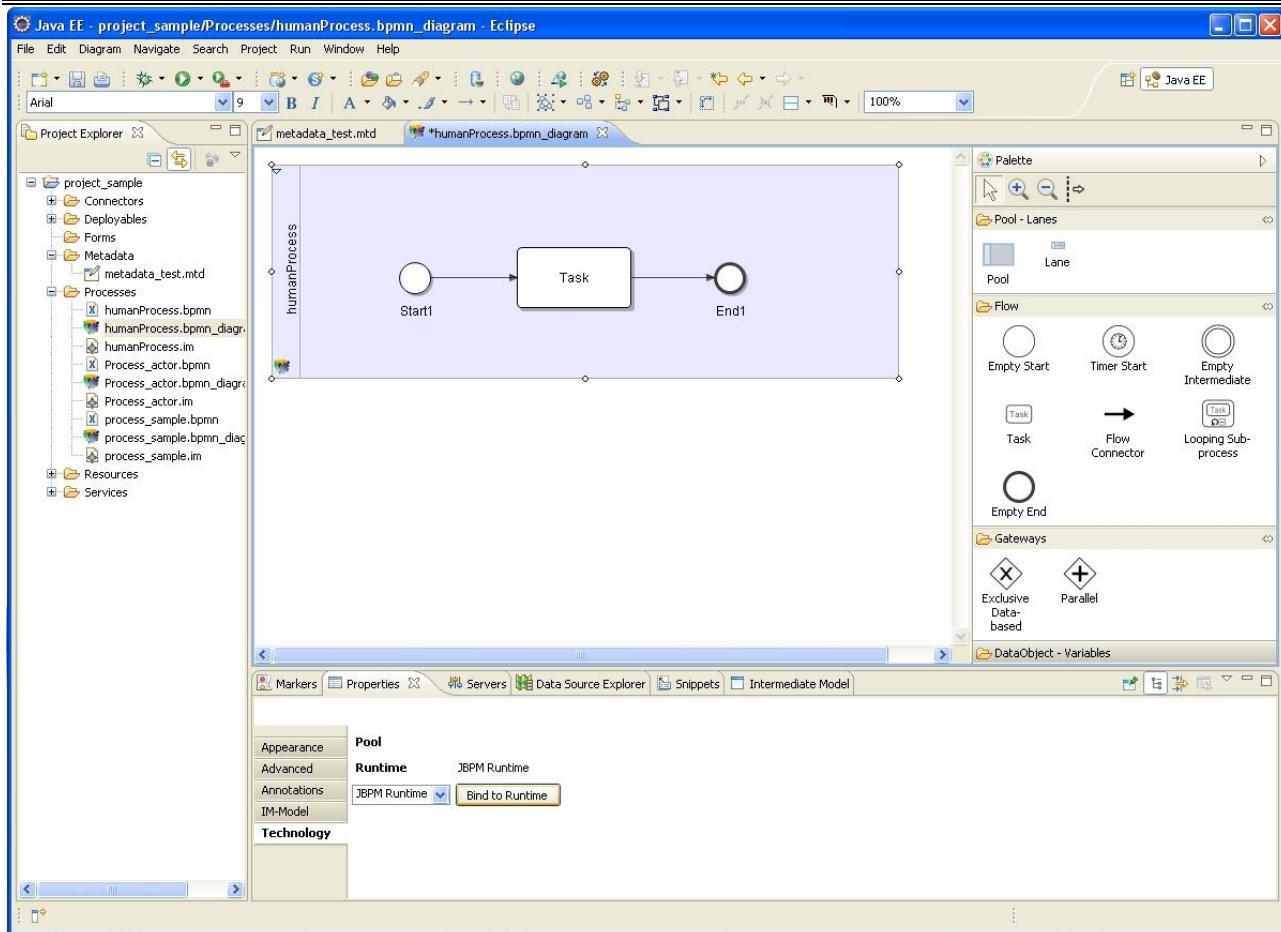 Java EE - project_sample/Processes/humanProcess.bpmn_diagram - Eclipse
File Edit Diagram Navigate Search Project Run Window Help
Arial 9 B I A 100%
Java EE
Project Explorer
project_sample
Connectors
Deployables
Forms
Metadata
metadata_test.mtd
Processes
humanProcess.bpmn
humanProcess.bpmn_diagr
humanProcess.im
Process_actor.bpmn
Process_actor.bpmn_diagra
Process_actor.im
process_sample.bpmn
process_sample.bpmn_diag
process_sample.im
Resources
Services
metadata_test.mtd
*humanProcess.bpmn_diagram
humanProcess
Start1
Task
End1
Palette
Pool - Lanes
Pool
Lane
Flow
Empty Start
Timer Start
Empty
Intermediate
Task
Task
Flow
Connector
Task
Looping Sub-
process
Empty End
Gateways
X
Exclusive
Data-
based
Parallel
DataObject - Variables
Markers
Properties
Servers
Data Source Explorer
Snippets
Intermediate Model
Appearance
Advanced
Annotations
IM-Model
Technology
Pool
Runtime JBPM Runtime
JBPM Runtime Bind to Runtime